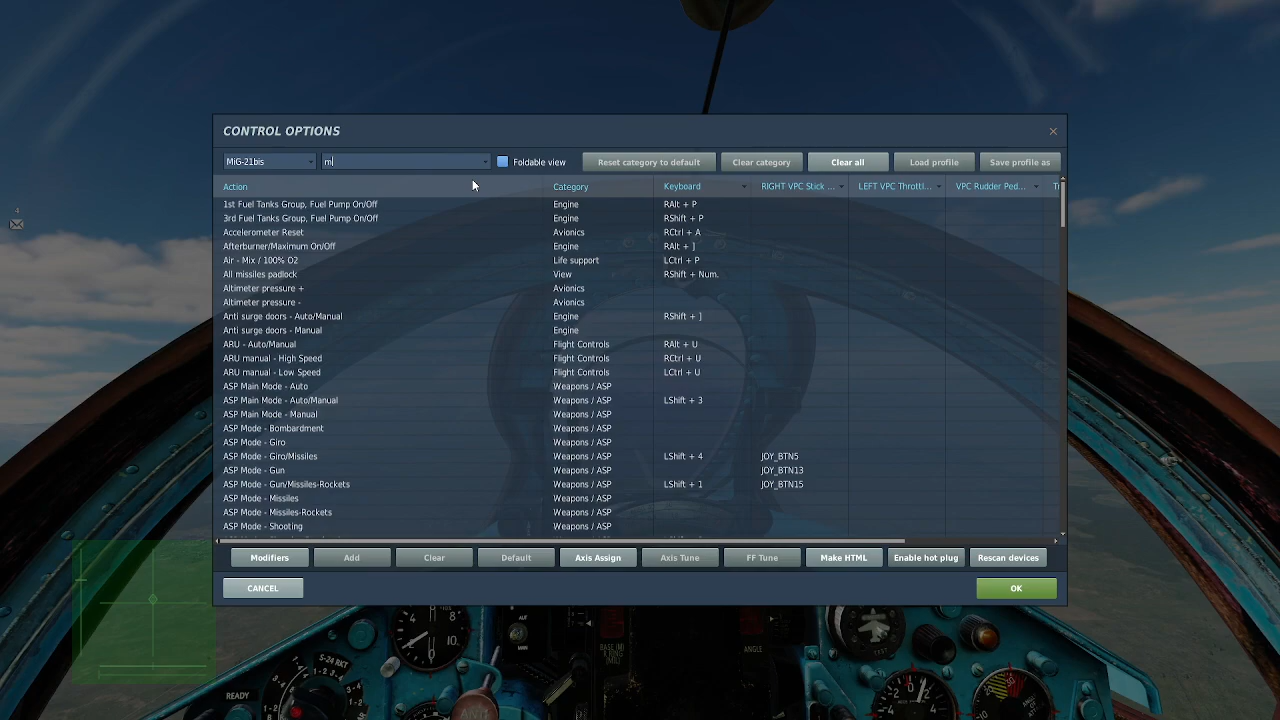 CONTROL OPTIONS ×
MiG-21bis m Foldable view Reset category to default Clear category Clear all Load profile Save profile as
Action Category Keyboard RIGHT VPC Stick ... LEFT VPC Throttl... VPC Rudder Ped...
1st Fuel Tanks Group, Fuel Pump On/Off Engine RAlt + P
3rd Fuel Tanks Group, Fuel Pump On/Off Engine RShift + P
Accelerometer Reset Avionics RCtrl + A
Afterburner/Maximum On/Off Engine RAlt + ]
Air - Mix / 100% O2 Life support LCtrl + P
All missiles padlock View RShift + Num.
Altimeter pressure + Avionics
Altimeter pressure - Avionics
Anti surge doors - Auto/Manual Engine RShift + ]
Anti surge doors - Manual Engine
ARU - Auto/Manual Flight Controls RAlt + U
ARU manual - High Speed Flight Controls RCtrl + U
ARU manual - Low Speed Flight Controls LCtrl + U
ASP Main Mode - Auto Weapons / ASP
ASP Main Mode - Auto/Manual Weapons / ASP LShift + 3
ASP Main Mode - Manual Weapons / ASP
ASP Mode - Bombardment Weapons / ASP
ASP Mode - Giro Weapons / ASP
ASP Mode - Giro/Missiles Weapons / ASP LShift + 4 JOY_BTN5
ASP Mode - Gun Weapons / ASP JOY_BTN13
ASP Mode - Gun/Missiles-Rockets Weapons / ASP LShift + 1 JOY_BTN15
ASP Mode - Missiles Weapons / ASP
ASP Mode - Missiles-Rockets Weapons / ASP
ASP Mode - Shooting Weapons / ASP
Modifiers Add Clear Default Axis Assign Axis Tune FF Tune Make HTML Enable hot plug Rescan devices
CANCEL OK
4
READY
S-24 RKT
ANGLE